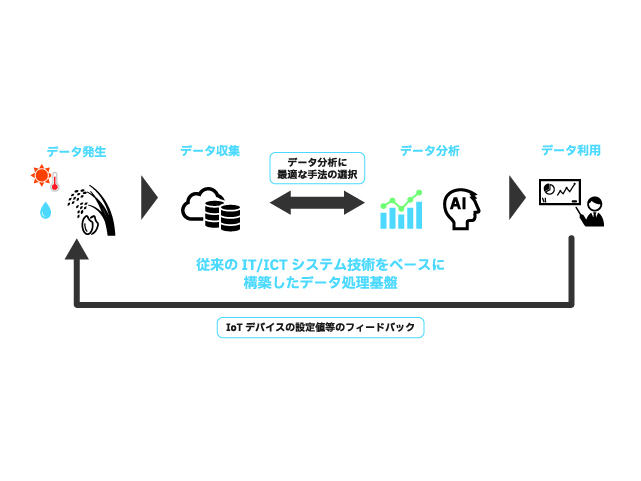 データ発生
データ収集
データ分析に
最適な手法の選択
データ分析
データ利用
AI
従来の IT/ICT システム技術をベースに
構築したデータ処理基盤
IoT デバイスの設定値等のフィードバック